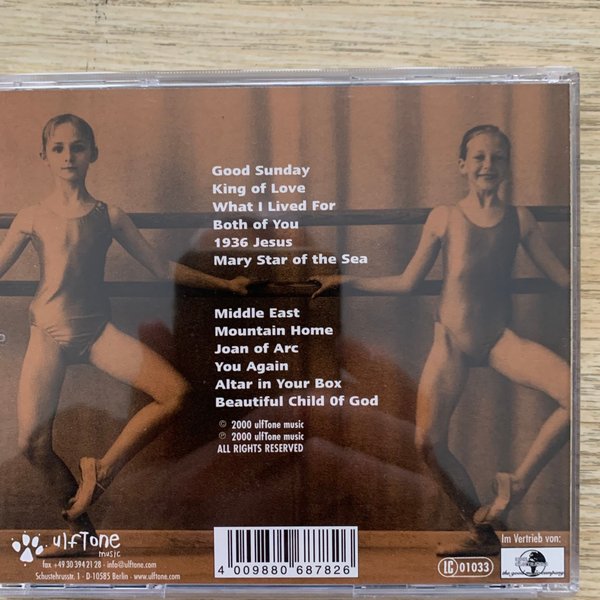 Good Sunday
King of Love
What I Lived For
Both of You
1936 Jesus
Mary Star of the Sea
Middle East
Mountain Home
Joan of Arc
You Again
Altar in Your Box
Beautiful Child 0f God
© 2000 ulfTone music
℗ 2000 ulfTone music
ALL RIGHTS RESERVED
ulfTone
music
fax +49 30 394 21 28 - info@ulftone.com
Schustehrusstr. 1 - D-10585 Berlin - www.ulftone.com
4 009880 687826
LC 01033
Im Vertrieb von: